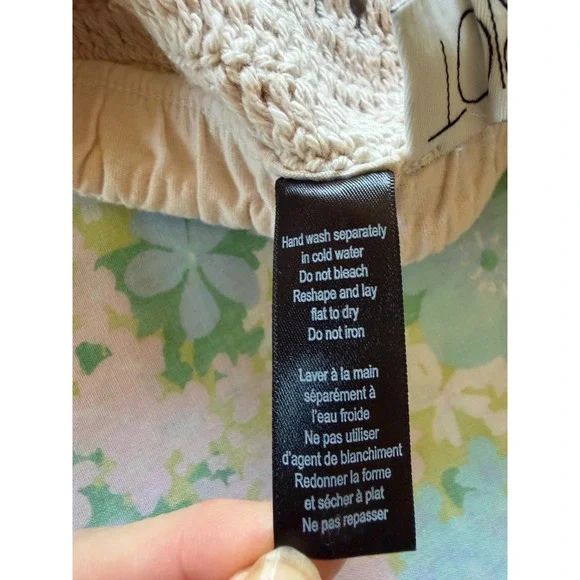 Hand wash separately
in cold water
Do not bleach
Reshape and lay
flat to dry
Do not iron
Laver à la main
séparément à
l'eau froide
Ne pas utiliser
d'agent de blanchiment
Redonner la forme
et sécher à plat
Ne pas repasser